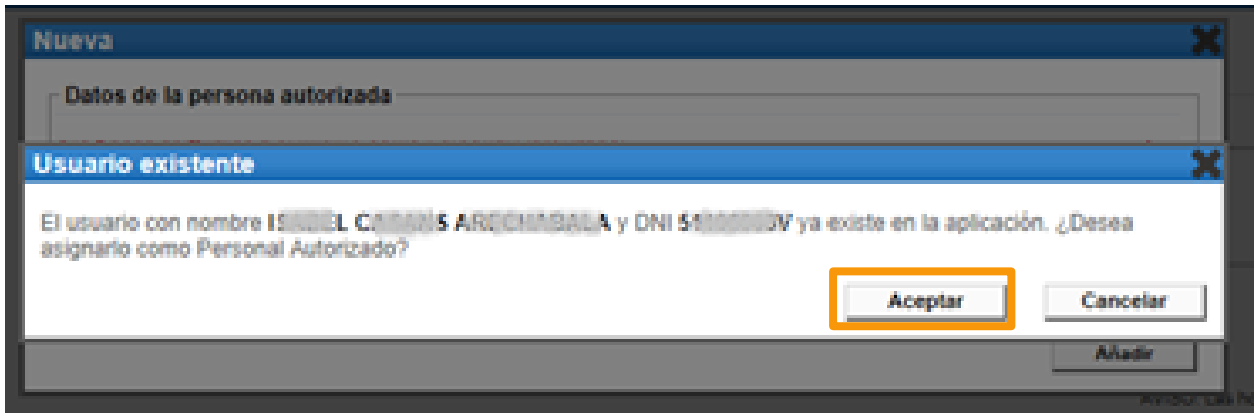 Nueva
Datos de la persona autorizada
Usuario existente
El usuario con nombre y DNI ya existe en la aplicación. ¿Desea
asignarlo como Personal Autorizado?
Aceptar Cancelar
Añadir